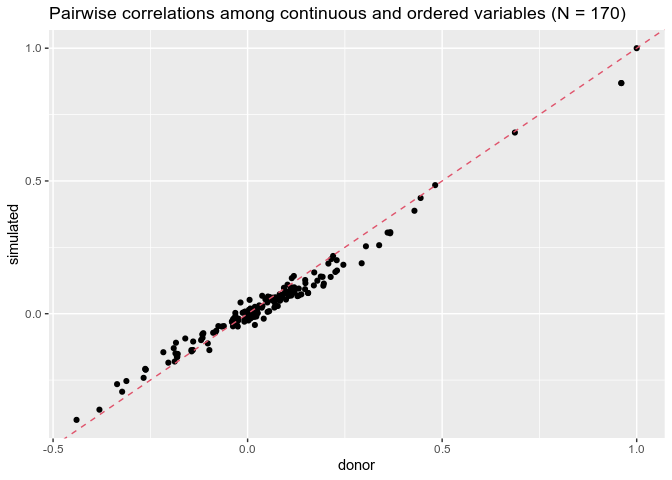 Pairwise correlations among continuous and ordered variables (N = 170)
1.0
0.5
0.0
simulated
-0.5
0.0
0.5
1.0
donor